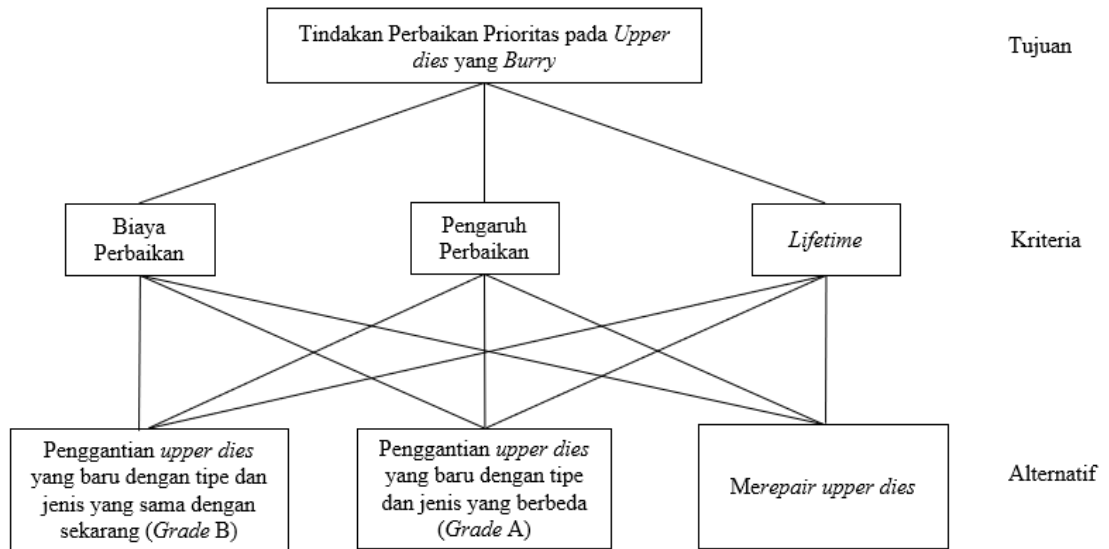 Tindakan Perbaikan Prioritas pada Upper
dies yang Burry
Tujuan
Biaya
Perbaikan
Pengaruh
Perbaikan
Lifetime
Kriteria
Penggantian upper dies
yang baru dengan tipe dan
jenis yang sama dengan
sekarang (Grade B)
Penggantian upper dies
yang baru dengan tipe
dan jenis yang berbeda
(Grade A)
Merepair upper dies
Alternatif